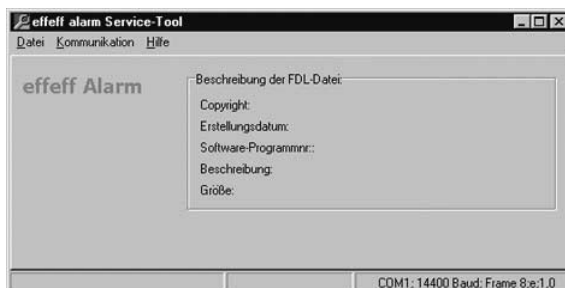 effeff alarm Service-Tool
Datei Kommunikation Hilfe
effeff Alarm
Beschreibung der FDL-Datei:
Copyright:
Erstellungsdatum:
Software-Programmnr::
Beschreibung:
Größe:
COM1; 14400 Baud; Frame 8;e;1.0